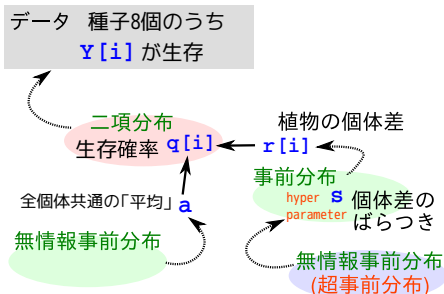 データ 種子8個のうち
Y[i] が生存
二項分布
生存確率 q[i]
植物の個体差
r[i]
事前分布
hyper parameter
s
個体差の
ばらつき
全個体共通の「平均」 a
無情報事前分布
無情報事前分布
(超事前分布)